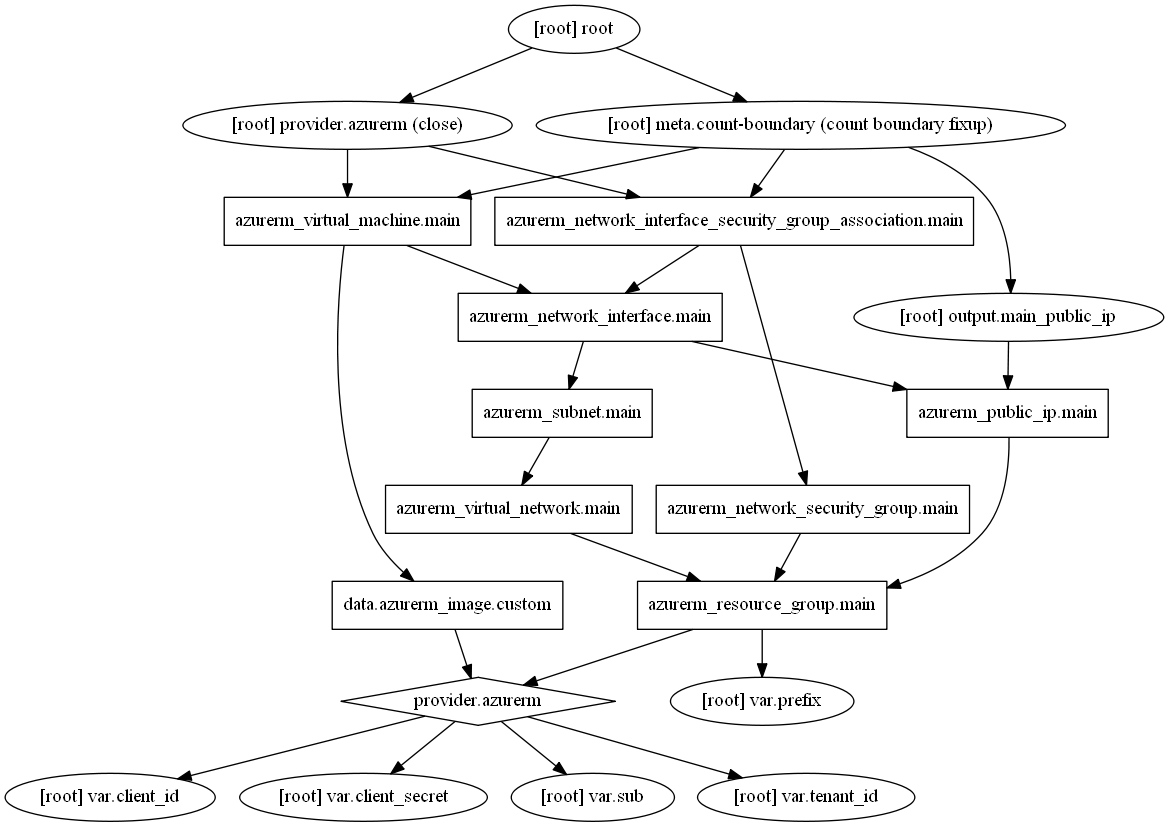 [root] root
[root] provider.azurerm (close)
[root] meta.count-boundary (count boundary fixup)
azurerm_virtual_machine.main
azurerm_network_interface_security_group_association.main
azurerm_network_interface.main
[root] output.main_public_ip
azurerm_subnet.main
azurerm_public_ip.main
azurerm_virtual_network.main
azurerm_network_security_group.main
data.azurerm_image.custom
azurerm_resource_group.main
provider.azurerm
[root] var.prefix
[root] var.client_id
[root] var.client_secret
[root] var.sub
[root] var.tenant_id